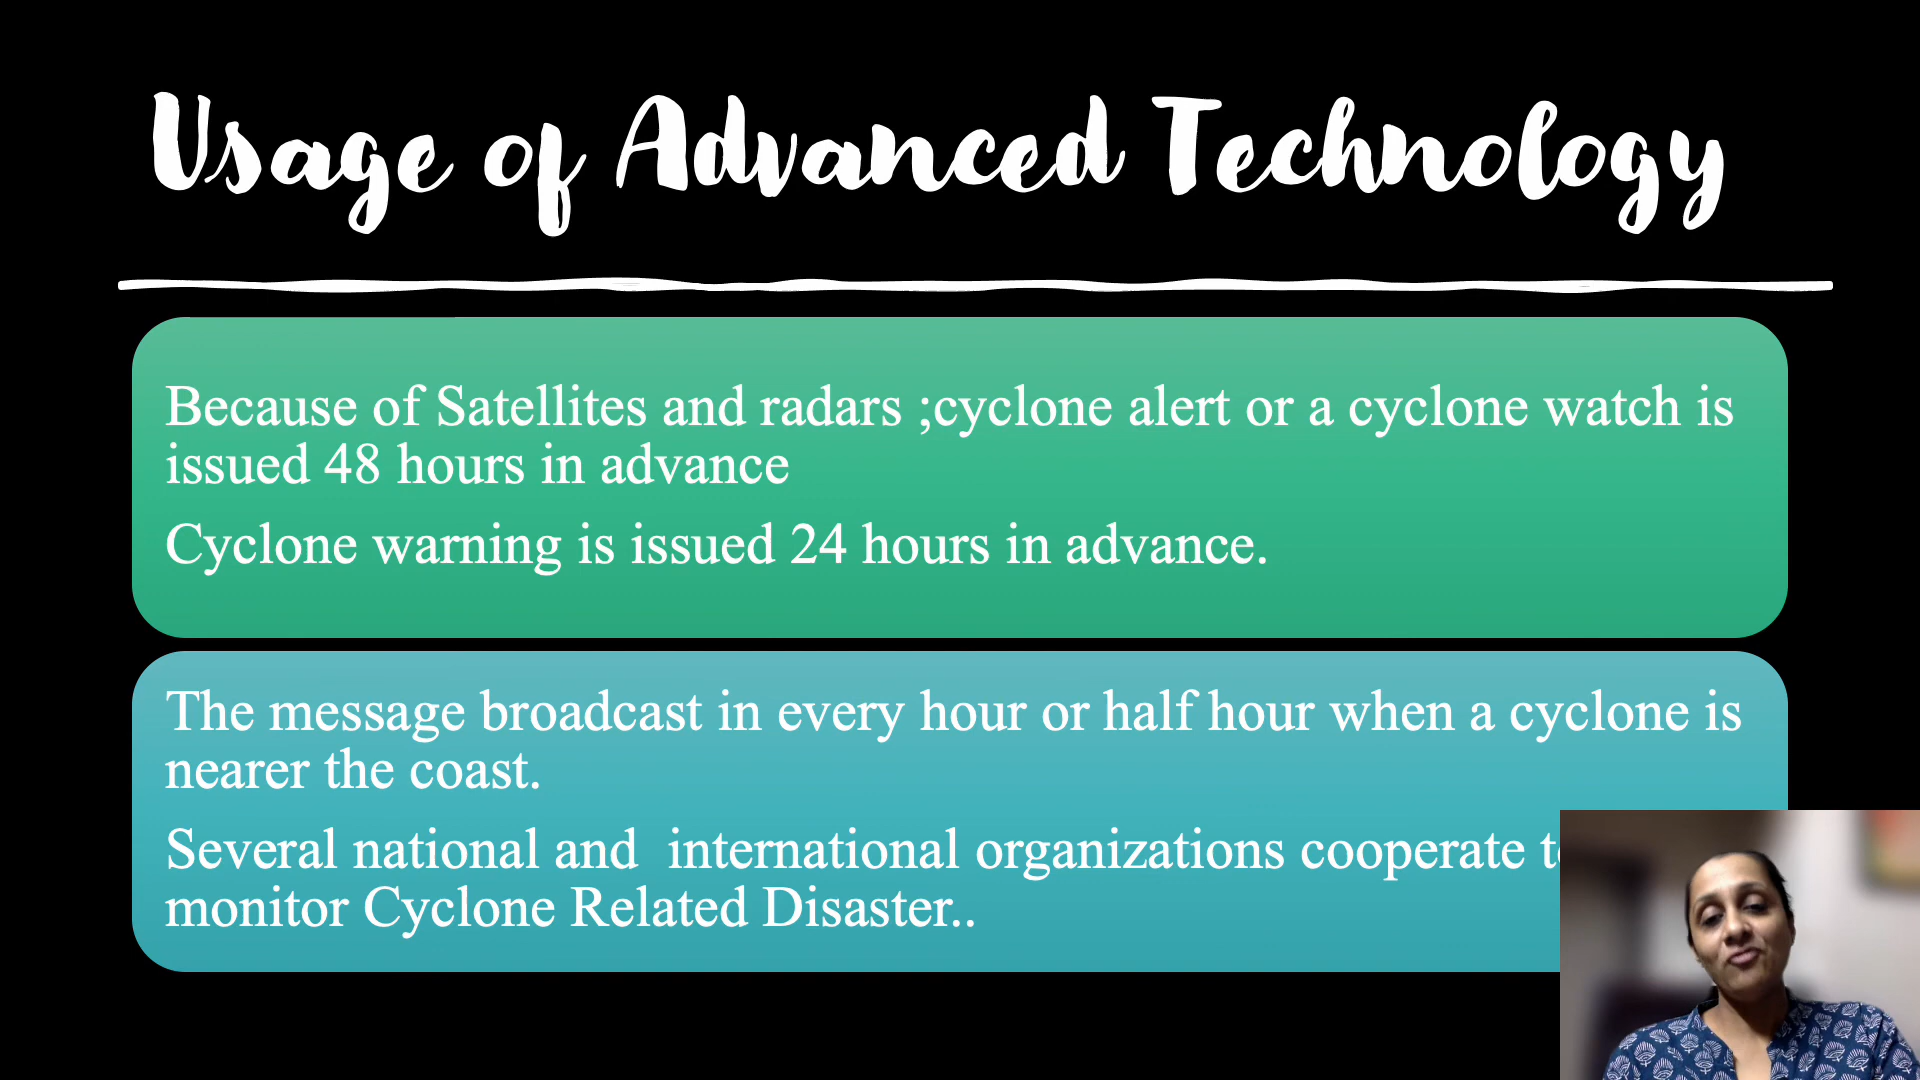 Usage of Advanced Technology
Because of Satellites and radars ;cyclone alert or a cyclone watch is
issued 48 hours in advance
Cyclone warning is issued 24 hours in advance.
The message broadcast in every hour or half hour when a cyclone is
nearer the coast.
Several national and  international organizations cooperate
monitor Cyclone Related Disaster..